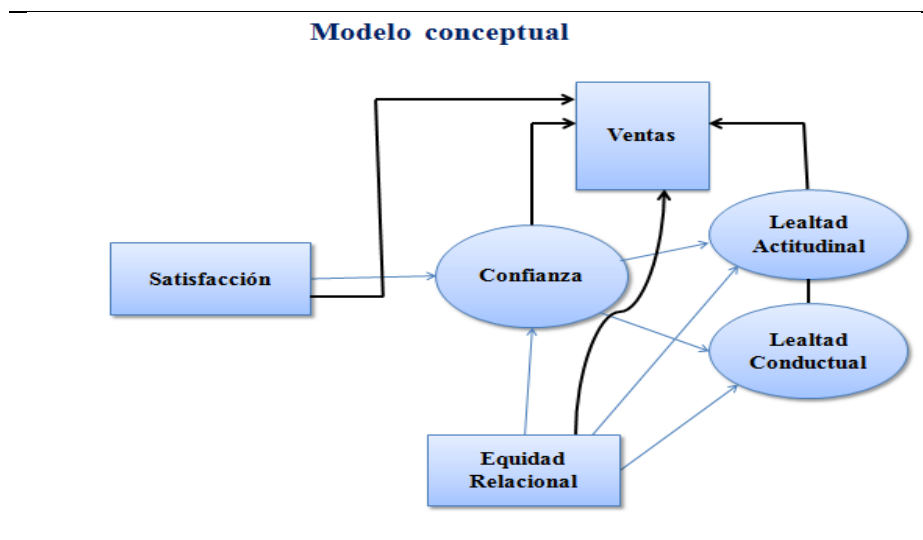 Modelo conceptual
Ventas
Lealtad
Actitudinal
Satisfacción
Confianza
Lealtad
Conductual
Equidad
Relacional